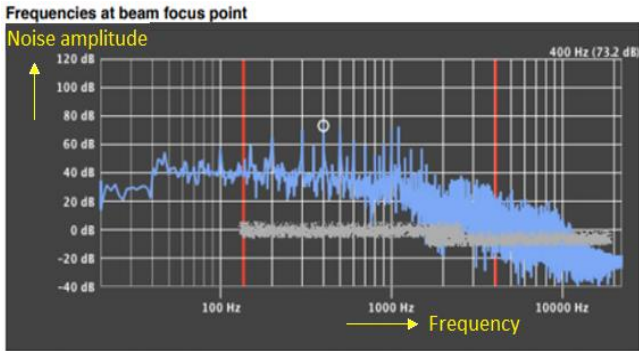 Frequencies at beam focus point
Noise amplitude
400 Hz (73.2 dB)
120 dB
100 dB
80 dB
60 dB
40 dB
20 dB
0 dB
-20 dB
-40 dB
100 Hz
1000 Hz
10000 Hz
Frequency